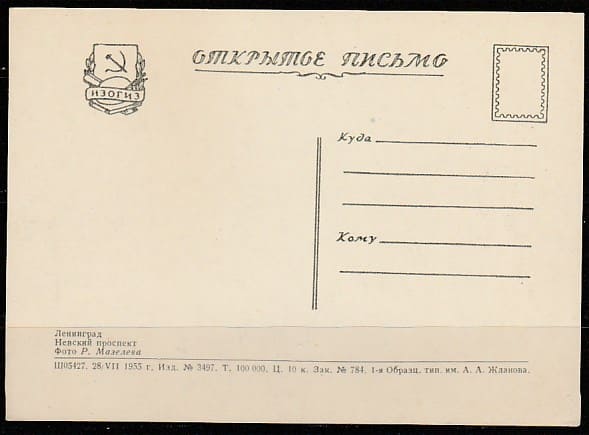 ИЗОГИЗ
ОТКРЫТОЕ ПИСЬМО
Куда
Кому
Ленинград
Невский проспект
Фото Р. Мазелева
Ш05427. 28/VII 1955 г. Изд. № 3497. Т. 100 000. Ц. 10 к. Зак. № 784. 1-я Образц. тип. им. А. А. Жданова.